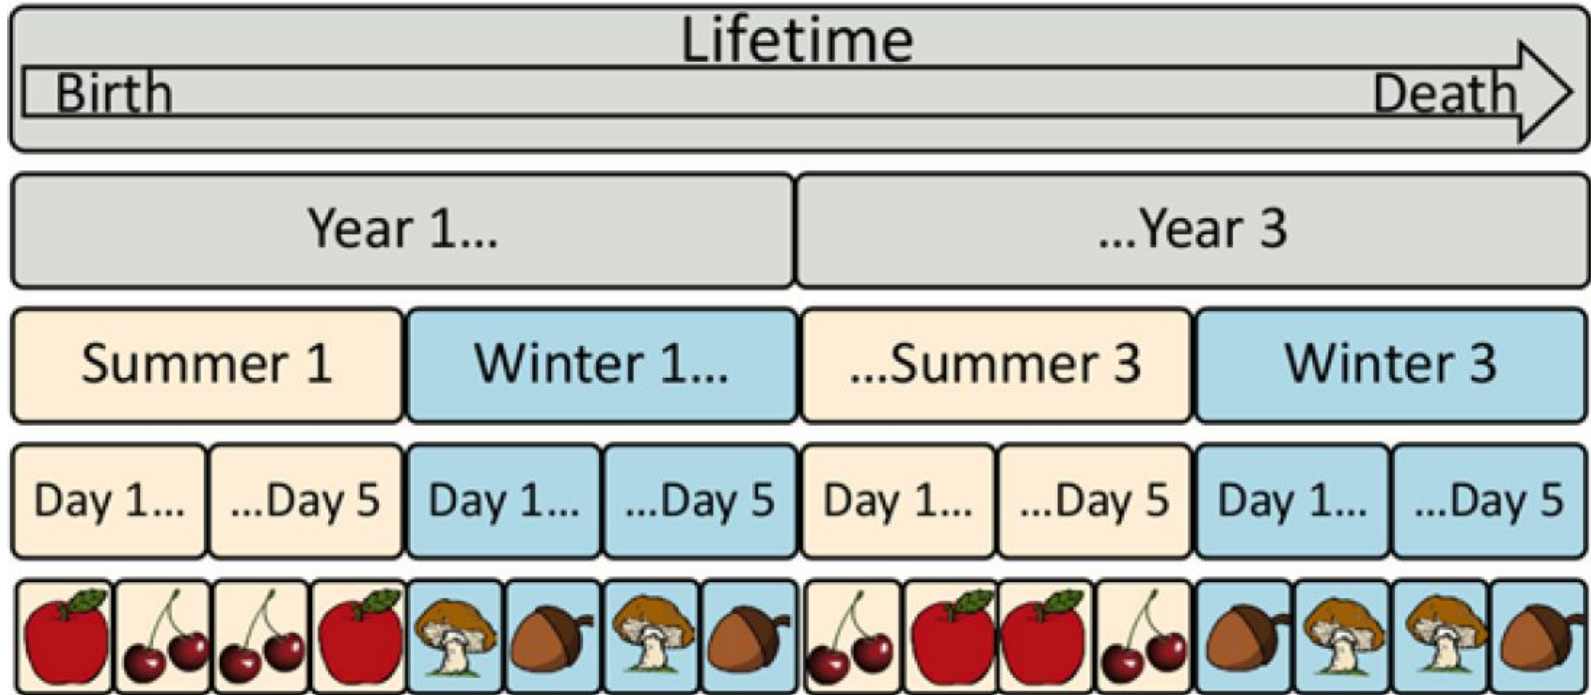 Lifetime
Birth Death
Year 1... ...Year 3
Summer 1 Winter 1... ...Summer 3 Winter 3
Day 1... ...Day 5 Day 1... ...Day 5 Day 1... ...Day 5 Day 1... ...Day 5